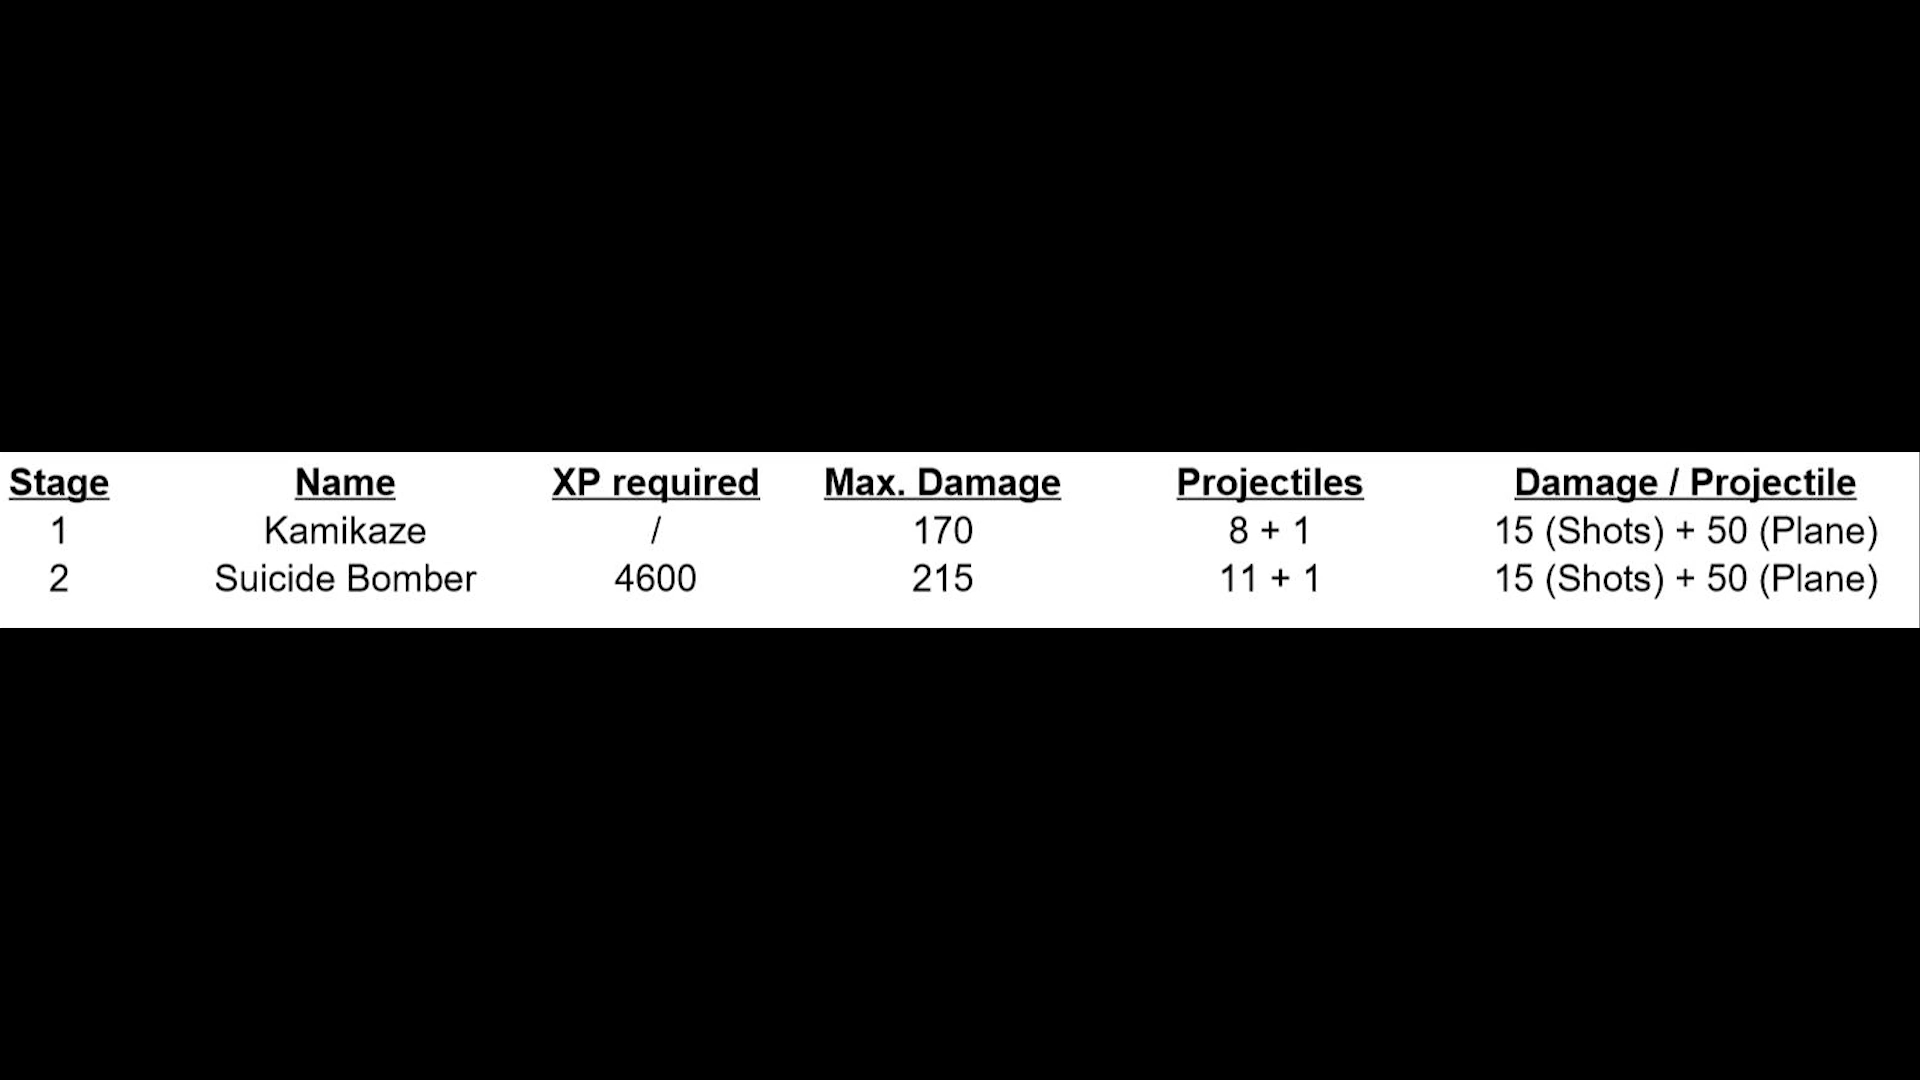 Stage Name XP required Max. Damage Projectiles Damage / Projectile
1 Kamikaze / 170 8 + 1 15 (Shots) + 50 (Plane)
2 Suicide Bomber 4600 215 11 + 1 15 (Shots) + 50 (Plane)